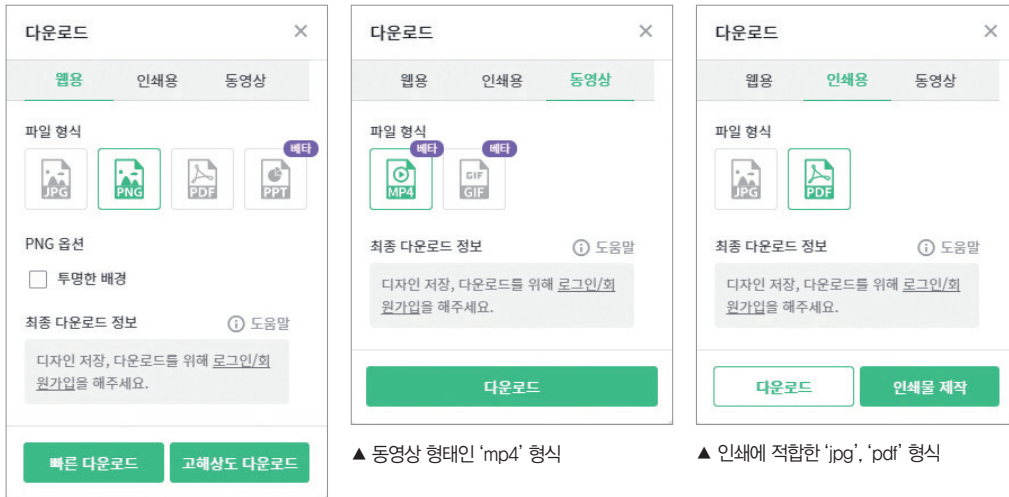 다운로드 ×
웹용 인쇄용 동영상
파일 형식
베타
JPG PNG PDF PPT
PNG 옵션
투명한 배경
최종 다운로드 정보 ⓘ 도움말
디자인 저장, 다운로드를 위해 로그인/회
원가입을 해주세요.
빠른 다운로드 고해상도 다운로드
다운로드 ×
웹용 인쇄용 동영상
파일 형식
베타 베타
MP4 GIF GIF
최종 다운로드 정보 ⓘ 도움말
디자인 저장, 다운로드를 위해 로그인/회
원가입을 해주세요.
다운로드
▲ 동영상 형태인 ‘mp4’ 형식
다운로드 ×
웹용 인쇄용 동영상
파일 형식
JPG PDF
최종 다운로드 정보 ⓘ 도움말
디자인 저장, 다운로드를 위해 로그인/회
원가입을 해주세요.
다운로드 인쇄물 제작
▲ 인쇄에 적합한 ‘jpg’, ‘pdf’ 형식